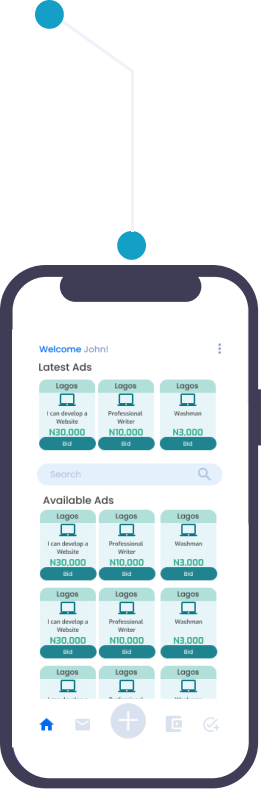 Welcome John!
Latest Ads
Lagos Lagos Lagos
I can develop a Website Professional Writer Washman
N30,000 N10,000 N3,000
Bid Bid Bid
Search
Available Ads
Lagos Lagos Lagos
I can develop a Website Professional Writer Washman
N30,000 N10,000 N3,000
Bid Bid Bid
Lagos Lagos Lagos
I can develop a Website Professional Writer Washman
N30,000 N10,000 N3,000
Bid Bid Bid
Lagos Lagos Lagos